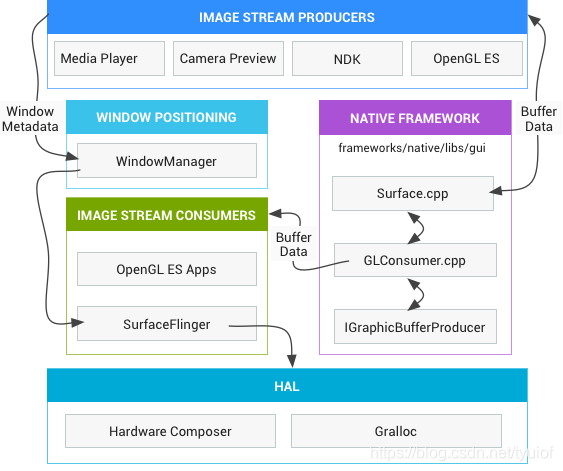 IMAGE STREAM PRODUCERS
Media Player
Camera Preview
NDK
OpenGL ES
Window
Metadata
Buffer
Data
WINDOW POSITIONING
WindowManager
NATIVE FRAMEWORK
frameworks/native/libs/gui
Surface.cpp
GLConsumer.cpp
IGraphicBufferProducer
IMAGE STREAM CONSUMERS
OpenGL ES Apps
SurfaceFlinger
Buffer
Data
HAL
Hardware Composer
Gralloc
https://blog.csdn.net/tyuiof